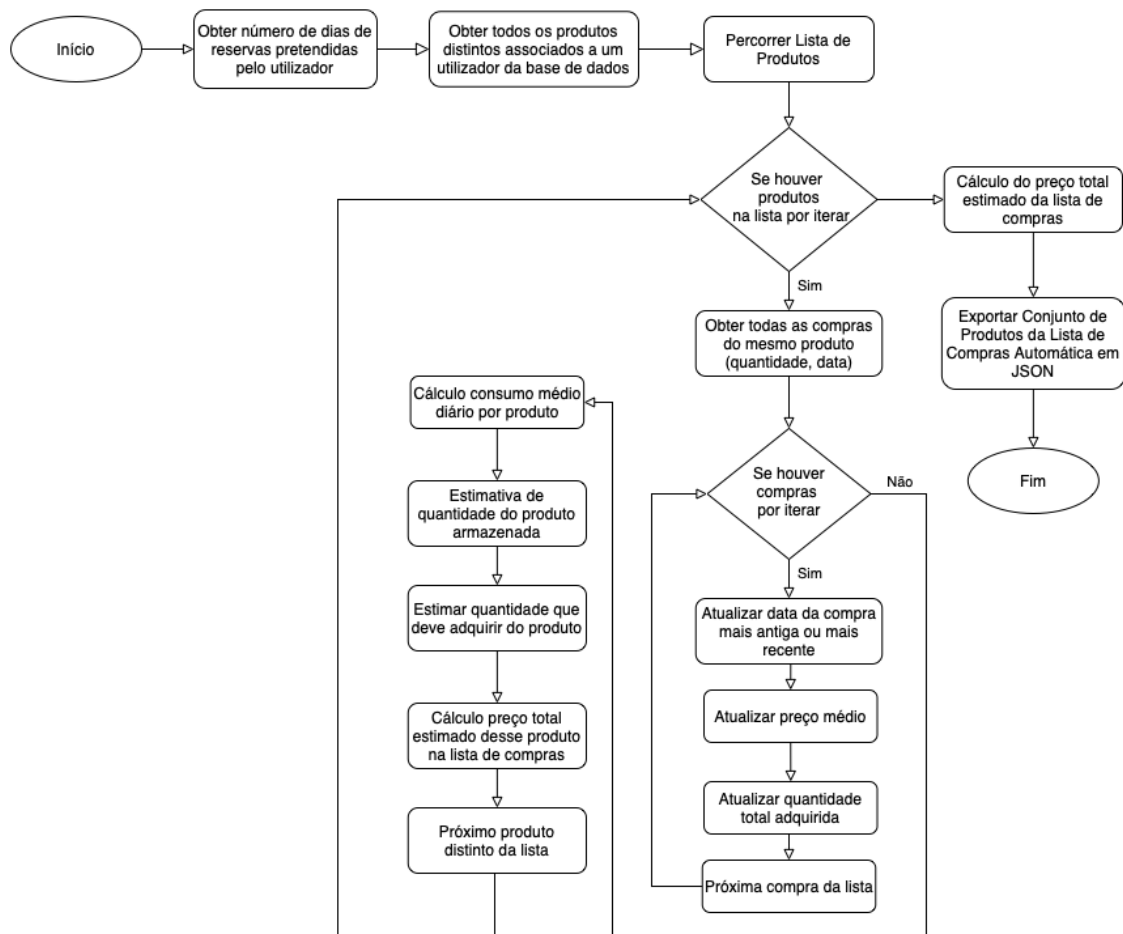 Início
Obter número de dias de
reservas pretendidas
pelo utilizador
Obter todos os produtos
distintos associados a um
utilizador da base de dados
Percorrer Lista de
Produtos
Se houver
produtos
na lista por iterar
Cálculo do preço total
estimado da lista de
compras
Sim
Exportar Conjunto de
Produtos da Lista de
Compras Automática em
JSON
Fim
Obter todas as compras
do mesmo produto
(quantidade, data)
Se houver
compras
por iterar
Não
Sim
Atualizar data da compra
mais antiga ou mais
recente
Atualizar preço médio
Atualizar quantidade
total adquirida
Próxima compra da lista
Cálculo consumo médio
diário por produto
Estimativa de
quantidade do produto
armazenada
Estimar quantidade que
deve adquirir do produto
Cálculo preço total
estimado desse produto
na lista de compras
Próximo produto
distinto da lista